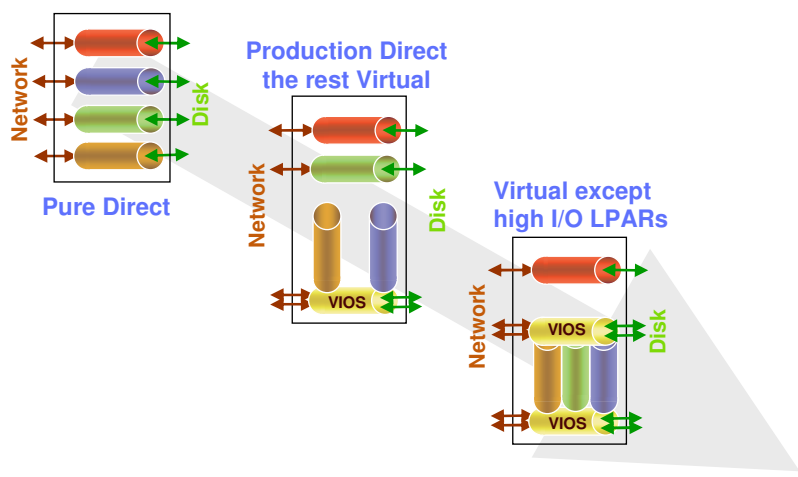 Network
Disk
Pure Direct
Production Direct
the rest Virtual
Network
Disk
VIOS
Virtual except
high I/O LPARs
Network
VIOS
Disk
VIOS